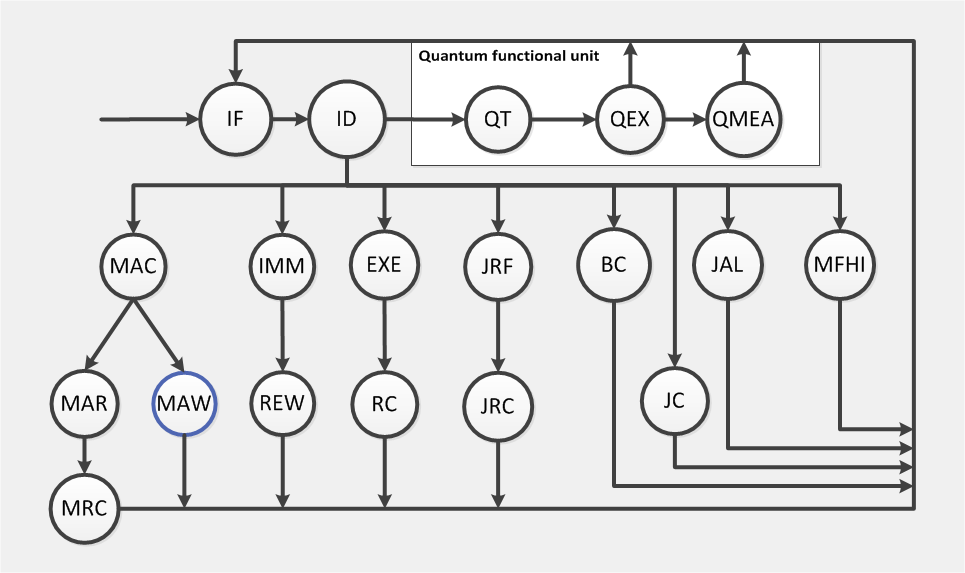 Quantum functional unit
IF
ID
QT
QEX
QMEA
MAC
IMM
EXE
JRF
BC
JAL
MFHI
MAR
MAW
REW
RC
JRC
JC
MRC